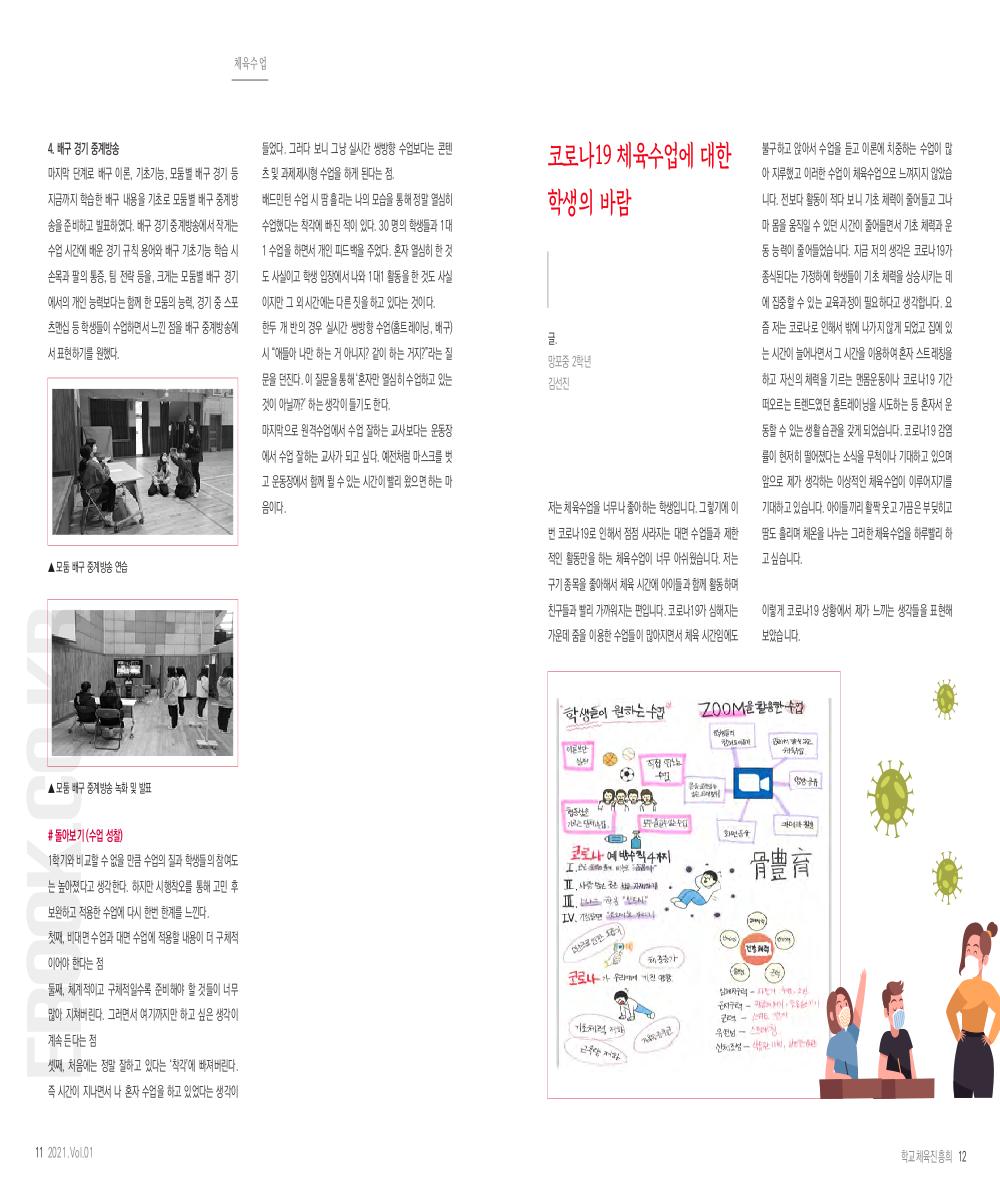 체육수업
4. 배구 경기 중계방송
마지막 단계로 배구 이론, 기초기능, 모둠별 배구 경기 등
지금까지 학습한 배구 내용을 기초로 모둠별 배구 중계방
송을 준비하고 발표하였다. 배구 경기 중계방송에서 작게는
수업 시간에 배운 경기 규칙 용어와 배구 기초기능 학습 시
손목과 팔의 통증, 팀 전략 등을, 크게는 모둠별 배구 경기
에서의 개인 능력보다는 함께 한 모둠의 능력, 경기 중 스포
츠맨십 등 학생들이 수업하면서 느낀 점을 배구 중계방송에
서 표현하기를 원했다.
▲모둠 배구 중계방송 연습
▲모둠 배구 중계방송 녹화 및 발표
# 돌아보기 (수업 성찰)
1학기와 비교할 수 없을 만큼 수업의 질과 학생들의 참여도
는 높아졌다고 생각한다. 하지만 시행착오를 통해 고민 후
보완하고 적용한 수업에 다시 한번 한계를 느낀다.
첫째, 비대면 수업과 대면 수업에 적용할 내용이 더 구체적
이어야 한다는 점
둘째, 체계적이고 구체적일수록 준비해야 할 것들이 너무
많아 지쳐버린다. 그러면서 여기까지만 하고 싶은 생각이
계속 든다는 점
셋째, 처음에는 정말 잘하고 있다는 '착각'에 빠져버린다.
즉 시간이 지나면서 나 혼자 수업을 하고 있었다는 생각이
들었다. 그러다 보니 그냥 실시간 쌍방향 수업보다는 콘텐
츠 및 과제제시형 수업을 하게 된다는 점.
배드민턴 수업 시 땀 흘리는 나의 모습을 통해 정말 열심히
수업했다는 착각에 빠진 적이 있다. 30 명의 학생들과 1대
1 수업을 하면서 개인 피드백을 주었다. 혼자 열심히 한 것
도 사실이고 학생 입장에서 나와 1대1 활동을 한 것도 사실
이지만 그 외 시간에는 다른 짓을 하고 있다는 것이다.
한두 개 반의 경우 실시간 쌍방향 수업(홈트레이닝, 배구)
시 "얘들아 나만 하는 거 아니지? 같이 하는 거지?"라는 질
문을 던진다. 이 질문을 통해 '혼자만 열심히 수업하고 있는
것이 아닐까?' 하는 생각이 들기도 한다.
마지막으로 원격수업에서 수업 잘하는 교사보다는 운동장
에서 수업 잘하는 교사가 되고 싶다. 예전처럼 마스크를 벗
고 운동장에서 함께 뛸 수 있는 시간이 빨리 왔으면 하는 마
음이다.
EBOOK.CO.KR
11 2021.Vol.01
코로나19 체육수업에 대한
학생의 바람
글.
망포중 2학년
김선진
저는 체육수업을 너무나 좋아하는 학생입니다. 그렇기에 이
번 코로나19로 인해서 점점 사라지는 대면 수업들과 제한
적인 활동만을 하는 체육수업이 너무 아쉬웠습니다. 저는
구기 종목을 좋아해서 체육 시간에 아이들과 함께 활동하며
친구들과 빨리 가까워지는 편입니다. 코로나19가 심해지는
가운데 줌을 이용한 수업들이 많아지면서 체육 시간임에도
불구하고 앉아서 수업을 듣고 이론에 치중하는 수업이 많
아 지루했고 이러한 수업이 체육수업으로 느껴지지 않았습
니다. 전보다 활동이 적다 보니 기초 체력이 줄어들고 그나
마 몸을 움직일 수 있던 시간이 줄어들면서 기초 체력과 운
동 능력이 줄어들었습니다. 지금 저의 생각은 코로나19가
종식된다는 가정하에 학생들이 기초 체력을 상승시키는 데
에 집중할 수 있는 교육과정이 필요하다고 생각합니다. 요
즘 저는 코로나로 인해서 밖에 나가지 않게 되었고 집에 있
는 시간이 늘어나면서 그 시간을 이용하여 혼자 스트레칭을
하고 자신의 체력을 기르는 맨몸운동이나 코로나19 기간
떠오르는 트렌드였던 홈트레이닝을 시도하는 등 혼자서 운
동할 수 있는 생활 습관을 갖게 되었습니다. 코로나19 감염
률이 현저히 떨어졌다는 소식을 무척이나 기대하고 있으며
앞으로 제가 생각하는 이상적인 체육수업이 이루어지기를
기대하고 있습니다. 아이들끼리 활짝 웃고 가끔은 부딪히고
땀도 흘리며 체온을 나누는 그러한 체육수업을 하루빨리 하
고 싶습니다.
이렇게 코로나19 상황에서 제가 느끼는 생각들을 표현해
보았습니다.
학생들이 원하는 수업
ZOOM을 활용한 수업
이론보단
실습
직접 만나는
수업
화면공유
코로나 예방수칙 4가지
I.
II.
III.
IV.
骨體育
체중증가
코로나가 우리에게 끼친 영향
건강체력
기초체력 저하
근육량 저하
심폐지구력 -
근지구력 -
근력 -
유연성 - 스트레칭
신체조성 -
학교체육진흥회 12